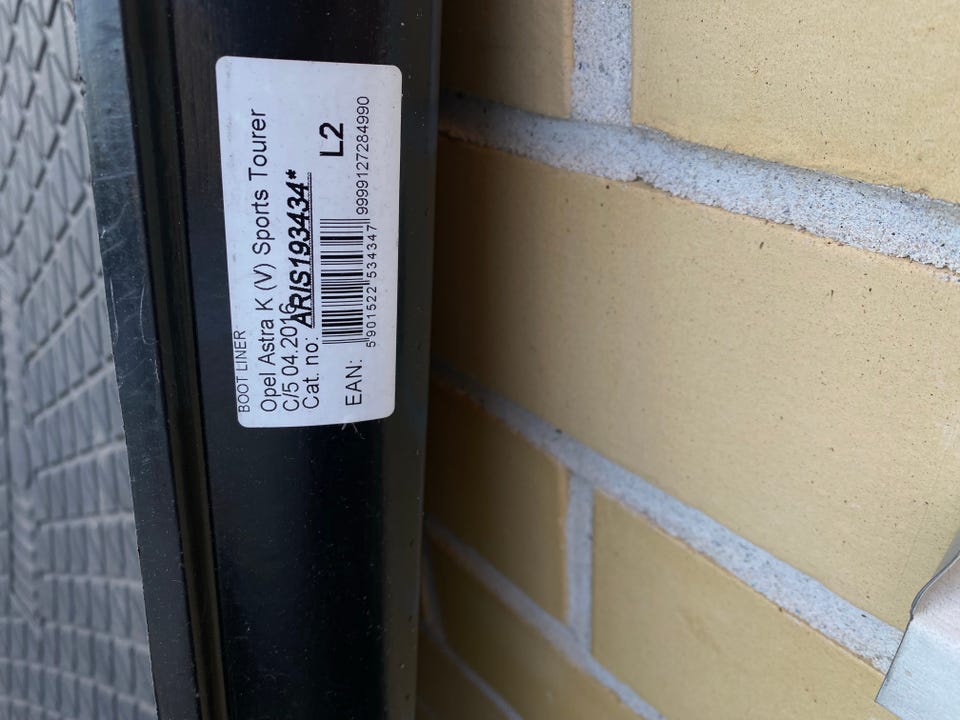 BOOT LINER
Opel Astra K (V) Sports Tourer
C/5 04.2016
Cat. no: ARIS193434*
L2
EAN: 5 901522 534347
9999127284990